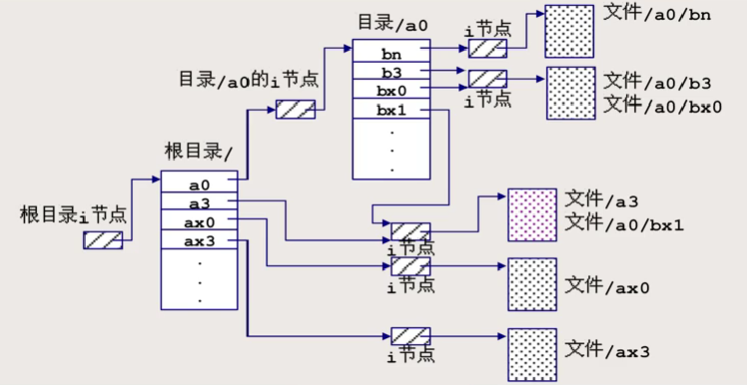 目录/a0
i节点
文件/a0/bn
bn
b3
bx0
bx1
.
.
.
目录/a0的i节点
i节点
文件/a0/b3
文件/a0/bx0
根目录/
a0
a3
ax0
ax3
.
.
.
根目录i节点
i节点
文件/a3
文件/a0/bx1
i节点
文件/ax0
i节点
文件/ax3